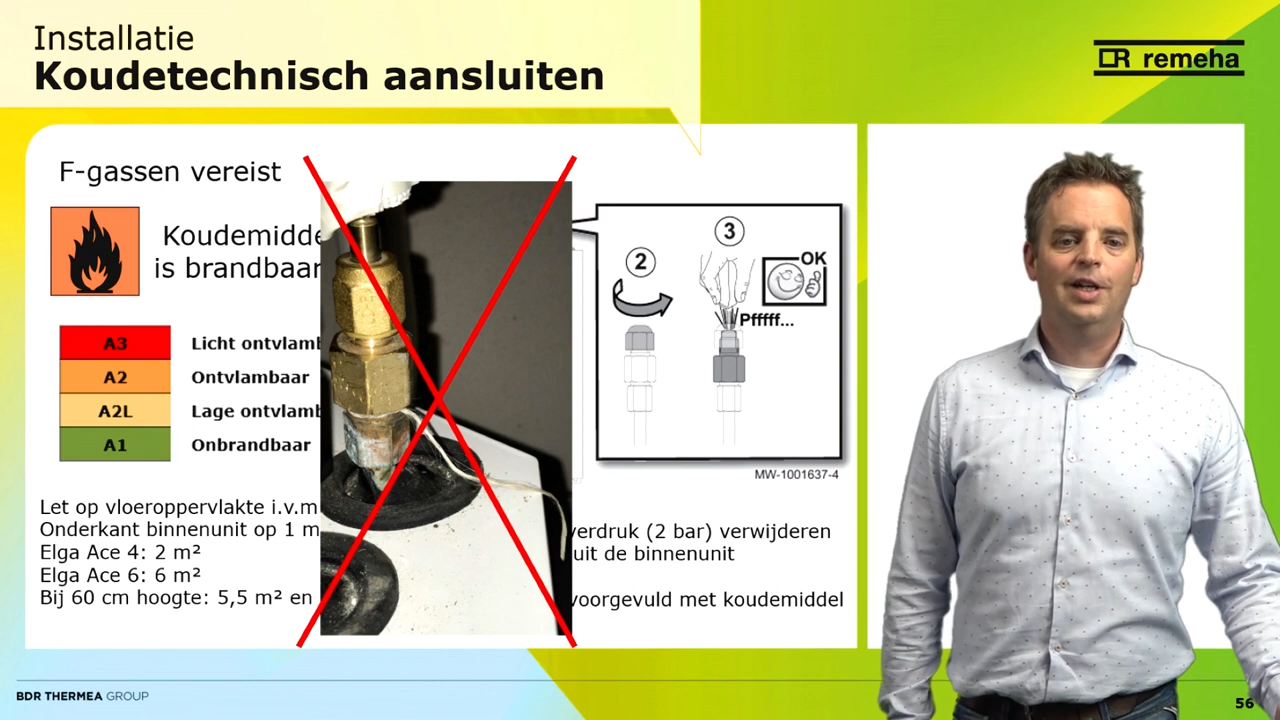 Installatie
Koudetechnisch aansluiten
remeha
F-gassen vereist
Koudemidde
is brandbaar
A3 Licht ontvlamb
A2 Ontvlambaar
A2L Lage ontvlamb
A1 Onbrandbaar
2
3
OK
Pfffff...
MW-1001637-4
Let op vloeroppervlakte i.v.m
Onderkant binnenunit op 1 m
Elga Ace 4: 2 m²
Elga Ace 6: 6 m²
Bij 60 cm hoogte: 5,5 m² en
verdruk (2 bar) verwijderen
uit de binnenunit
voorgevuld met koudemiddel
BDR THERMEA GROUP
56